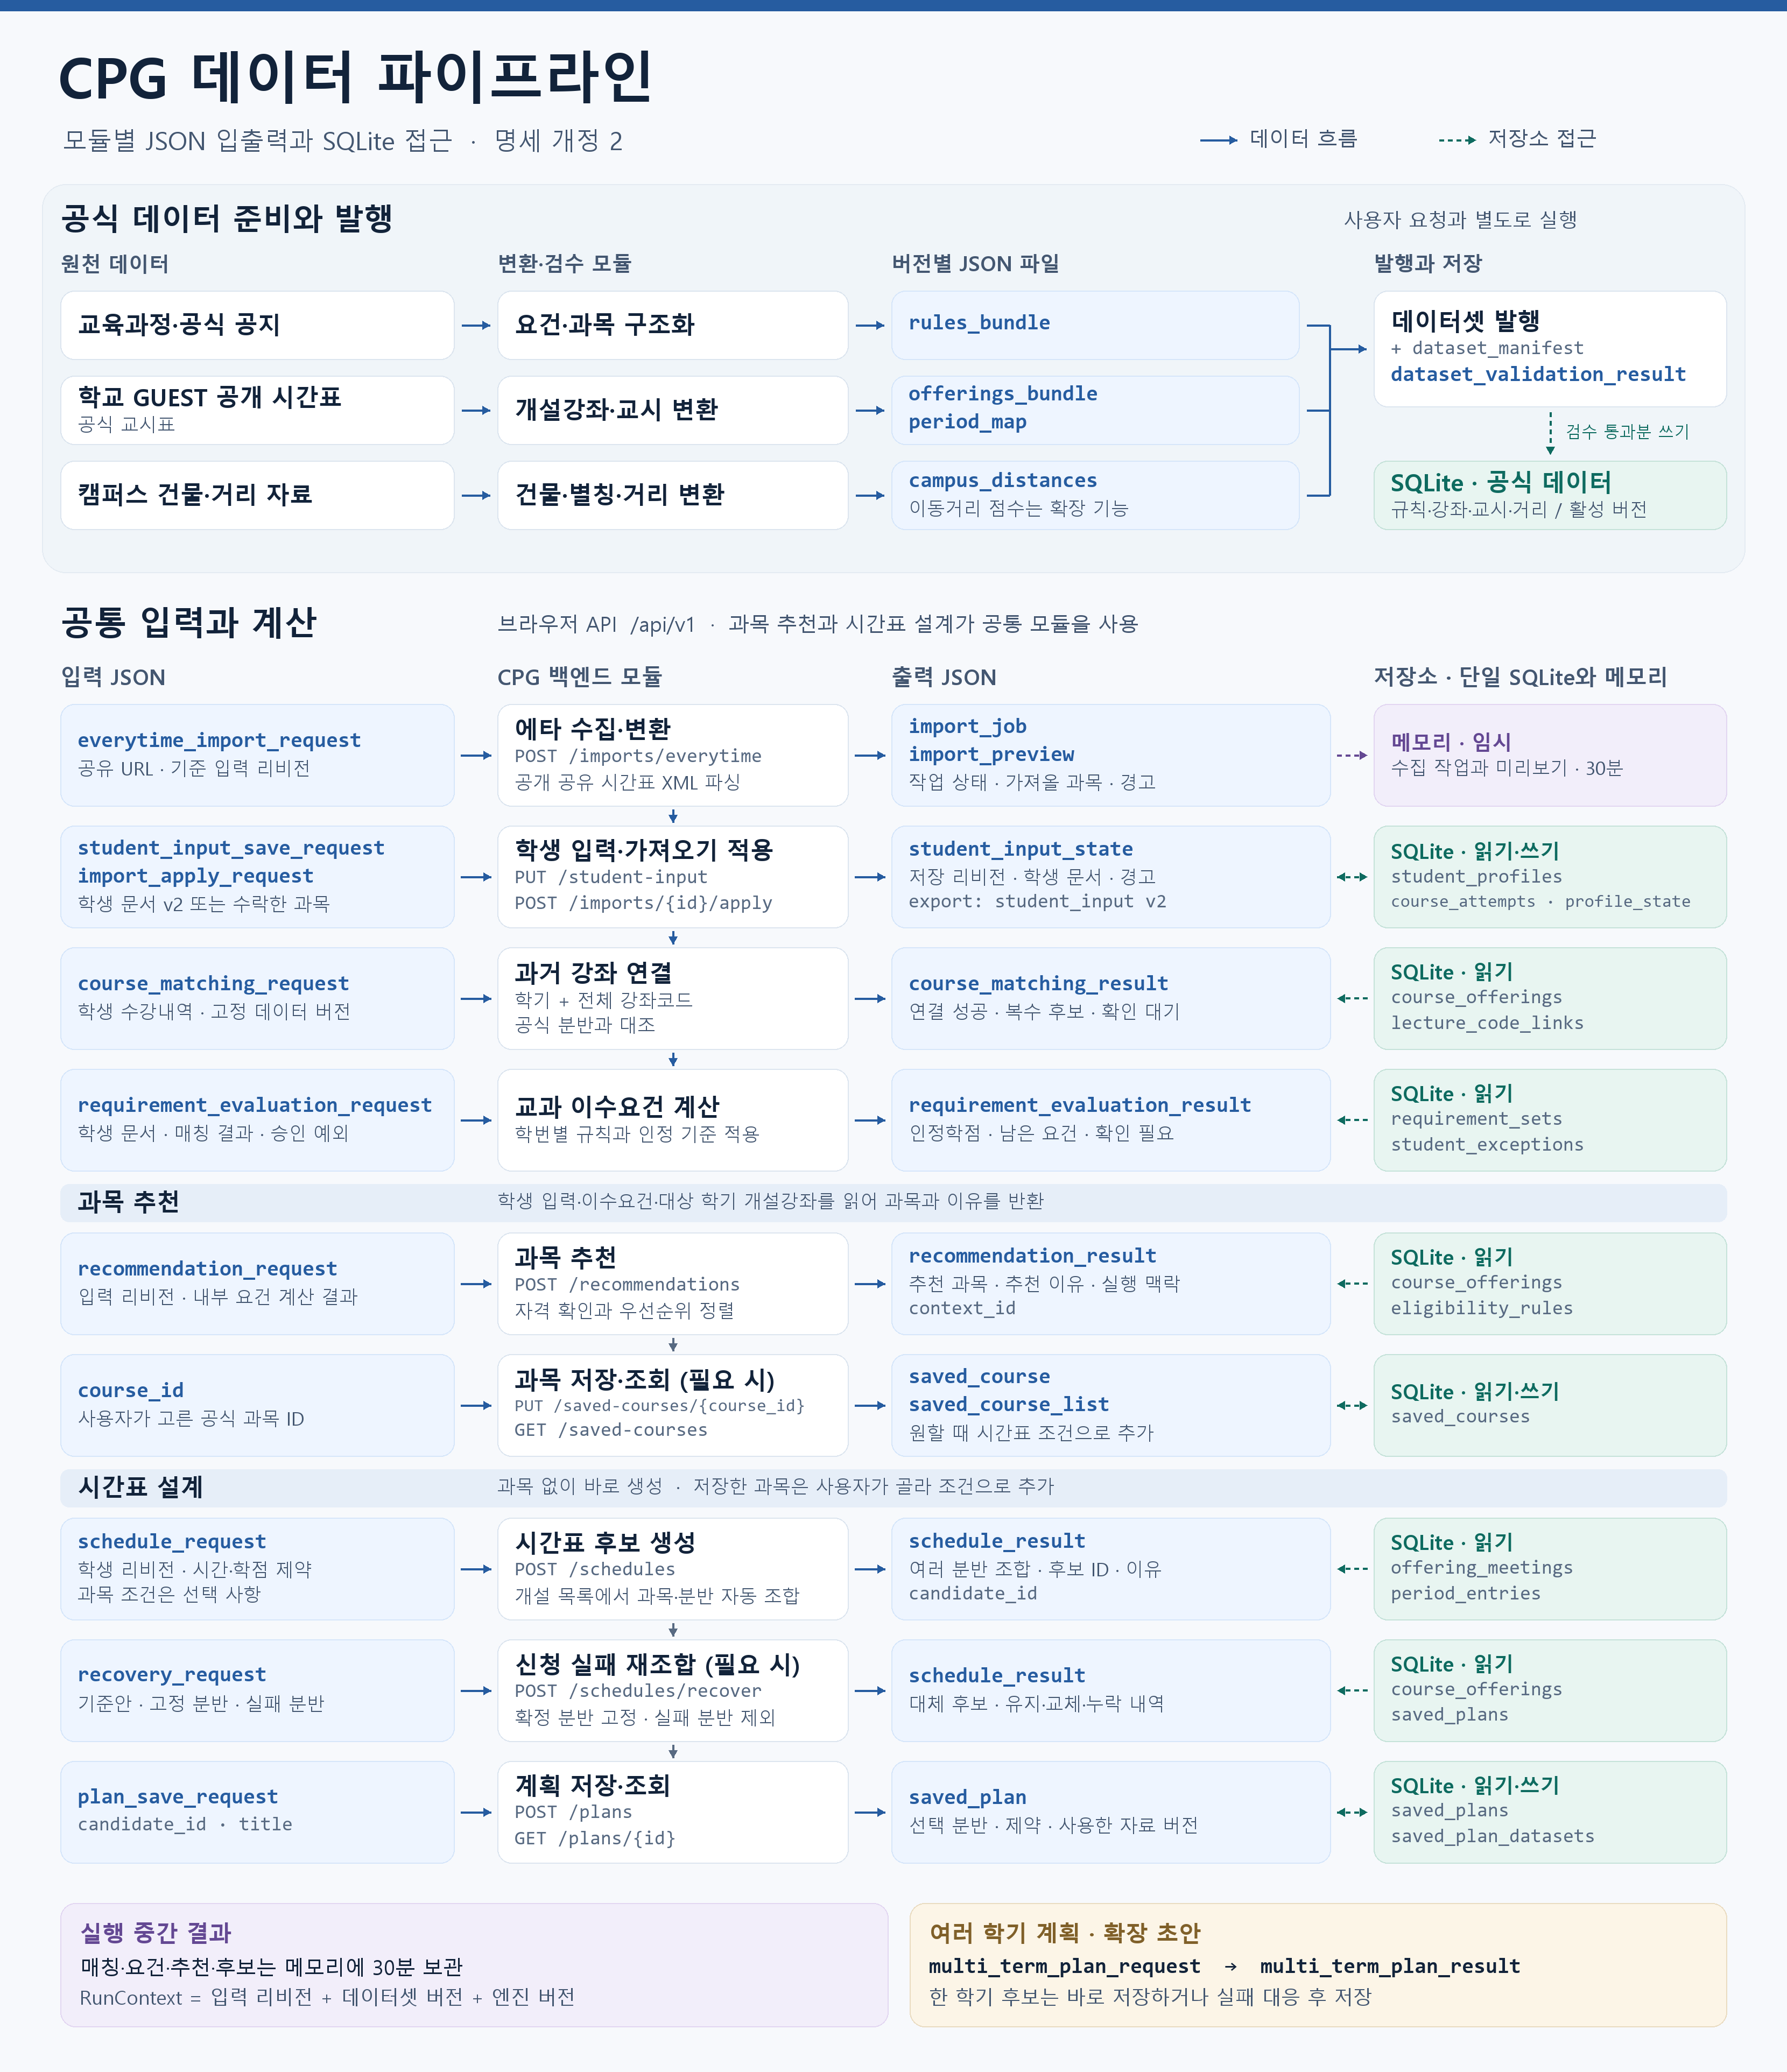 CPG 데이터 파이프라인
모듈별 JSON 입출력과 SQLite 접근 · 명세 개정 2
데이터 흐름
저장소 접근
공식 데이터 준비와 발행
사용자 요청과 별도로 실행
원천 데이터
변환·검수 모듈
버전별 JSON 파일
발행과 저장
교육과정·공식 공지
요건·과목 구조화
rules_bundle
데이터셋 발행
+ dataset_manifest
dataset_validation_result
학교 GUEST 공개 시간표
공식 교시표
개설강좌·교시 변환
offerings_bundle
period_map
검수 통과분 쓰기
캠퍼스 건물·거리 자료
건물·별칭·거리 변환
campus_distances
이동거리 점수는 확장 기능
SQLite · 공식 데이터
규칙·강좌·교시·거리 / 활성 버전
공통 입력과 계산
브라우저 API /api/v1 · 과목 추천과 시간표 설계가 공통 모듈을 사용
입력 JSON
CPG 백엔드 모듈
출력 JSON
저장소 · 단일 SQLite와 메모리
everytime_import_request
공유 URL · 기준 입력 리비전
에타 수집·변환
POST /imports/everytime
공개 공유 시간표 XML 파싱
import_job
import_preview
작업 상태 · 가져올 과목 · 경고
메모리 · 임시
수집 작업과 미리보기 · 30분
student_input_save_request
import_apply_request
학생 문서 v2 또는 수락한 과목
학생 입력·가져오기 적용
PUT /student-input
POST /imports/{id}/apply
student_input_state
저장 리비전 · 학생 문서 · 경고
export: student_input v2
SQLite · 읽기·쓰기
student_profiles
course_attempts · profile_state
course_matching_request
학생 수강내역 · 고정 데이터 버전
과거 강좌 연결
학기 + 전체 강좌코드
공식 분반과 대조
course_matching_result
연결 성공 · 복수 후보 · 확인 대기
SQLite · 읽기
course_offerings
lecture_code_links
requirement_evaluation_request
학생 문서 · 매칭 결과 · 승인 예외
교과 이수요건 계산
학번별 규칙과 인정 기준 적용
requirement_evaluation_result
인정학점 · 남은 요건 · 확인 필요
SQLite · 읽기
requirement_sets
student_exceptions
과목 추천
학생 입력·이수요건·대상 학기 개설강좌를 읽어 과목과 이유를 반환
recommendation_request
입력 리비전 · 내부 요건 계산 결과
과목 추천
POST /recommendations
자격 확인과 우선순위 정렬
recommendation_result
추천 과목 · 추천 이유 · 실행 맥락
context_id
SQLite · 읽기
course_offerings
eligibility_rules
course_id
사용자가 고른 공식 과목 ID
과목 저장·조회 (필요 시)
PUT /saved-courses/{course_id}
GET /saved-courses
saved_course
saved_course_list
원할 때 시간표 조건으로 추가
SQLite · 읽기·쓰기
saved_courses
시간표 설계
과목 없이 바로 생성 · 저장한 과목은 사용자가 골라 조건으로 추가
schedule_request
학생 리비전 · 시간·학점 제약
과목 조건은 선택 사항
시간표 후보 생성
POST /schedules
개설 목록에서 과목·분반 자동 조합
schedule_result
여러 분반 조합 · 후보 ID · 이유
candidate_id
SQLite · 읽기
offering_meetings
period_entries
recovery_request
기준안 · 고정 분반 · 실패 분반
신청 실패 재조합 (필요 시)
POST /schedules/recover
확정 분반 고정 · 실패 분반 제외
schedule_result
대체 후보 · 유지·교체·누락 내역
SQLite · 읽기
course_offerings
saved_plans
plan_save_request
candidate_id · title
계획 저장·조회
POST /plans
GET /plans/{id}
saved_plan
선택 분반 · 제약 · 사용한 자료 버전
SQLite · 읽기·쓰기
saved_plans
saved_plan_datasets
실행 중간 결과
매칭·요건·추천·후보는 메모리에 30분 보관
RunContext = 입력 리비전 + 데이터셋 버전 + 엔진 버전
여러 학기 계획 · 확장 초안
multi_term_plan_request → multi_term_plan_result
한 학기 후보는 바로 저장하거나 실패 대응 후 저장